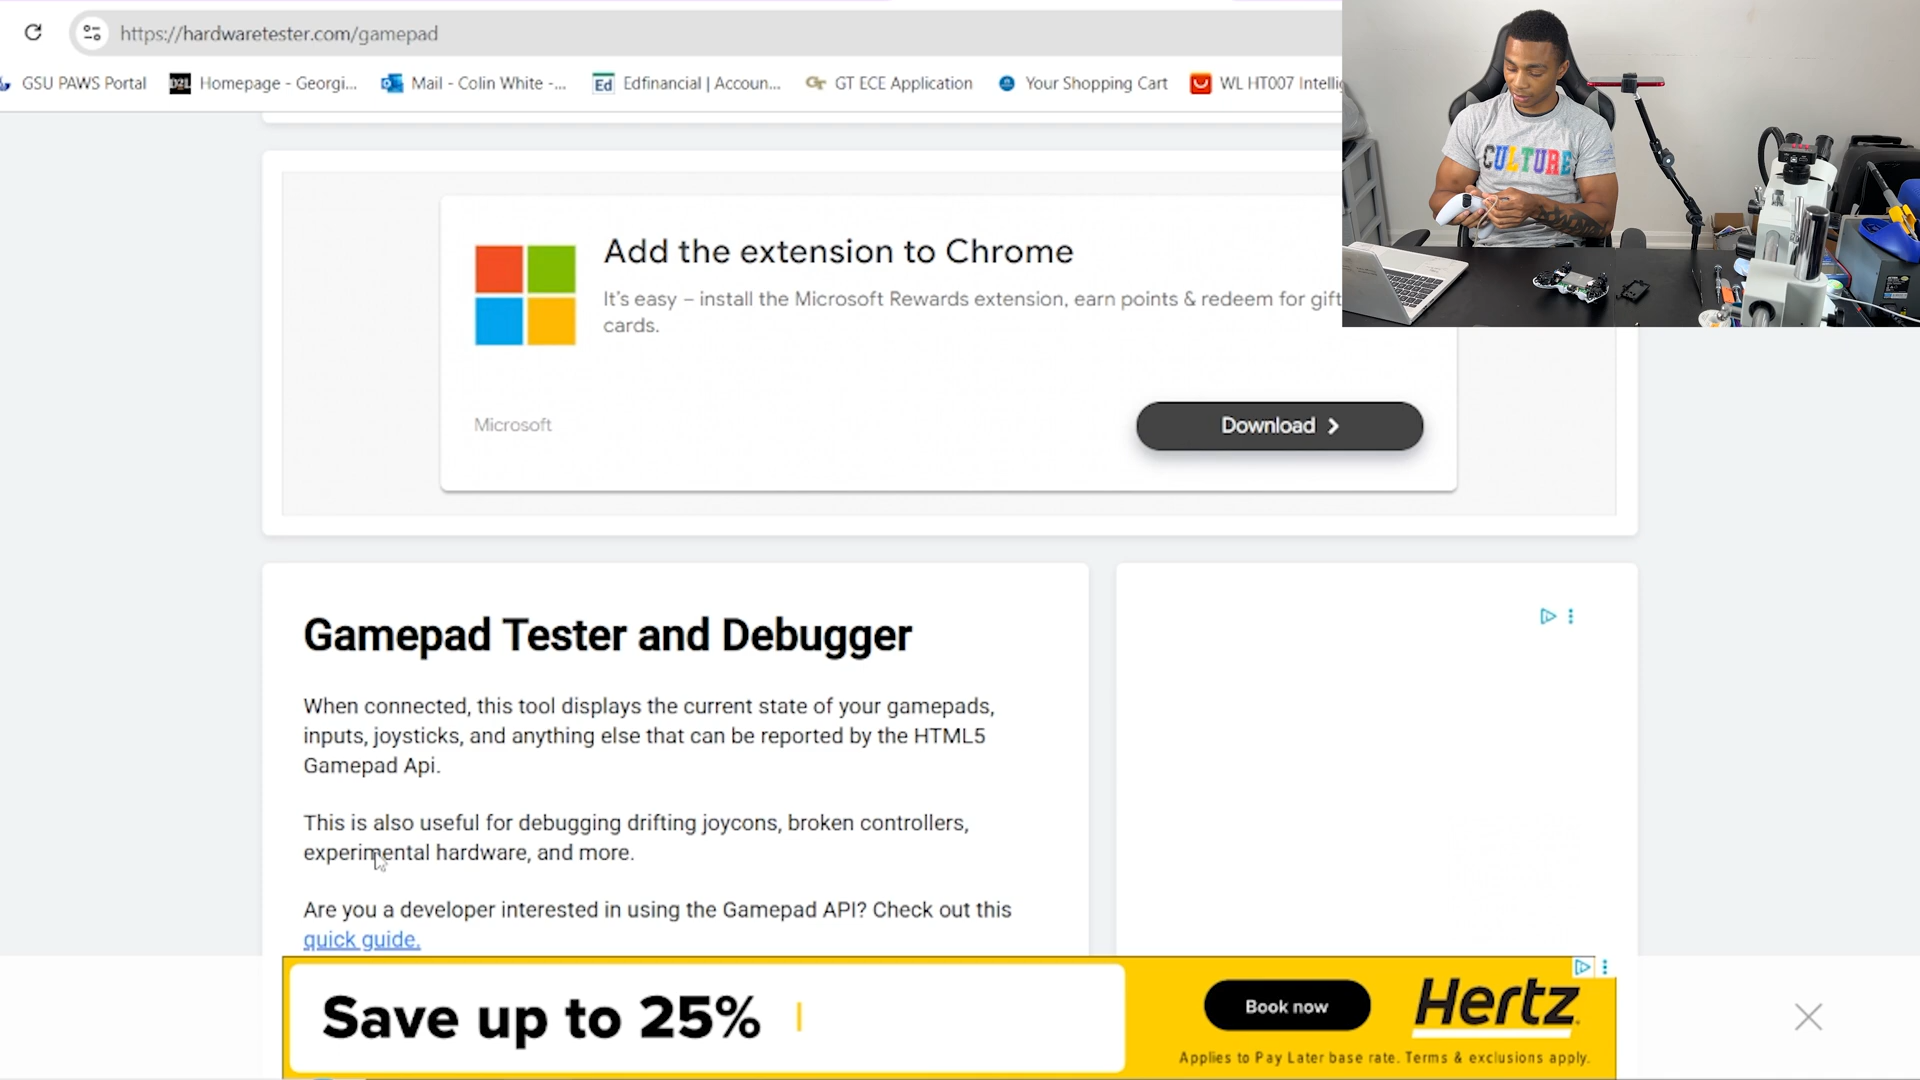 https://hardwaretester.com/gamepad
GSU PAWS Portal
D2L
Homepage - Georgi...
Mail - Colin White -...
Ed
Edfinancial | Accoun...
GT ECE Application
Your Shopping Cart
WL HT007 Intellig
CULTURE
Add the extension to Chrome
It's easy – install the Microsoft Rewards extension, earn points & redeem for gift
cards.
Microsoft
Download
Gamepad Tester and Debugger
When connected, this tool displays the current state of your gamepads,
inputs, joysticks, and anything else that can be reported by the HTML5
Gamepad Api.
This is also useful for debugging drifting joycons, broken controllers,
experimental hardware, and more.
Are you a developer interested in using the Gamepad API? Check out this
quick guide.
Save up to 25%
Book now
Hertz.
Applies to Pay Later base rate. Terms & exclusions apply.